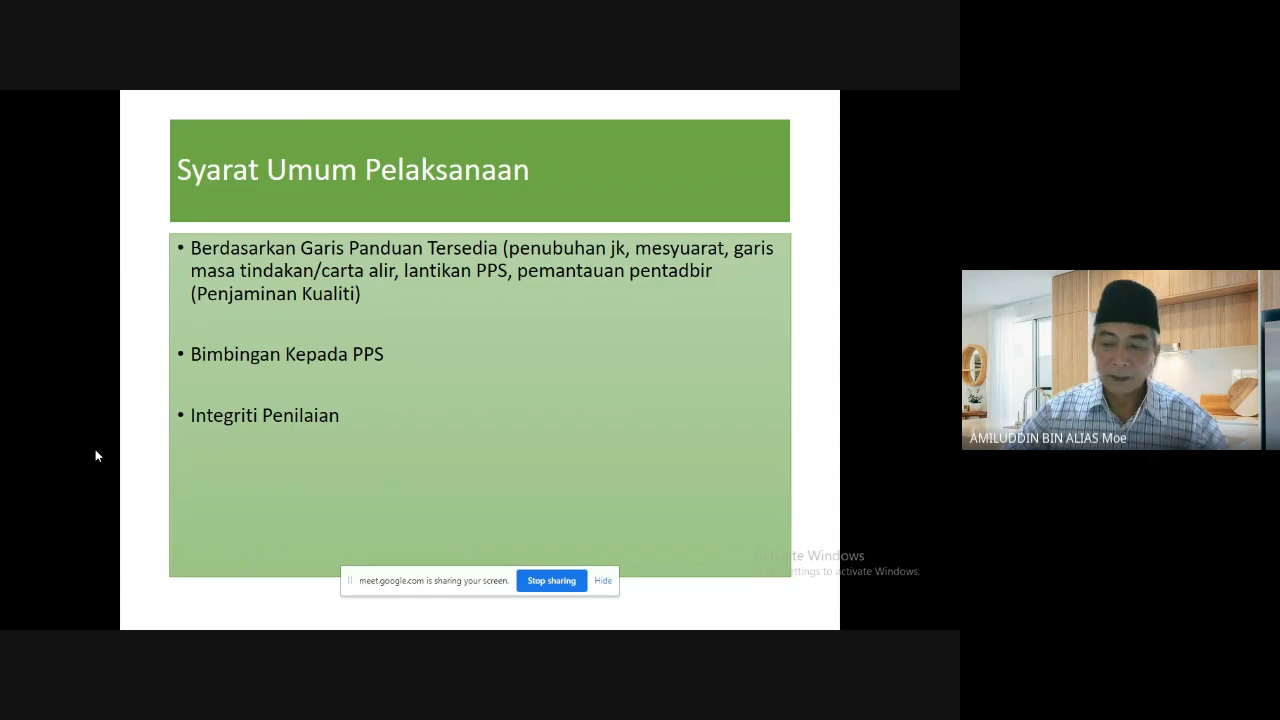 Syarat Umum Pelaksanaan
• Berdasarkan Garis Panduan Tersedia (penubuhan jk, mesyuarat, garis
masa tindakan/carta alir, lantikan PPS, pemantauan pentadbir
(Penjaminan Kualiti)
• Bimbingan Kepada PPS
• Integriti Penilaian
AMILUDDIN BIN ALIAS Moe
Activate Windows
settings to activate Windows.
meet.google.com is sharing your screen. Stop sharing Hide